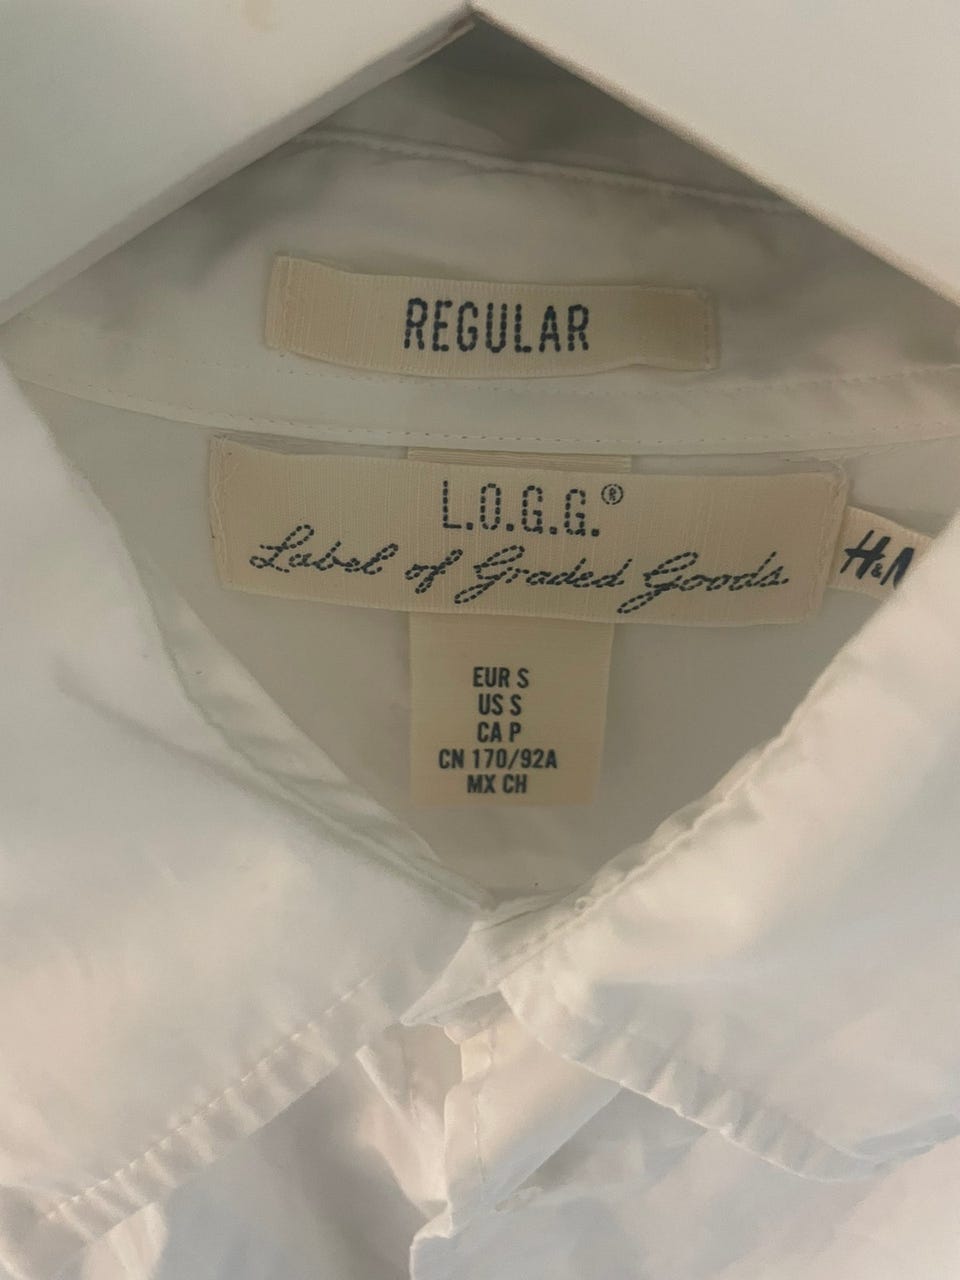 REGULAR
L.O.G.G.®
Label of Graded Goods
H&M
EUR S
US S
CA P
CN 170/92A
MX CH